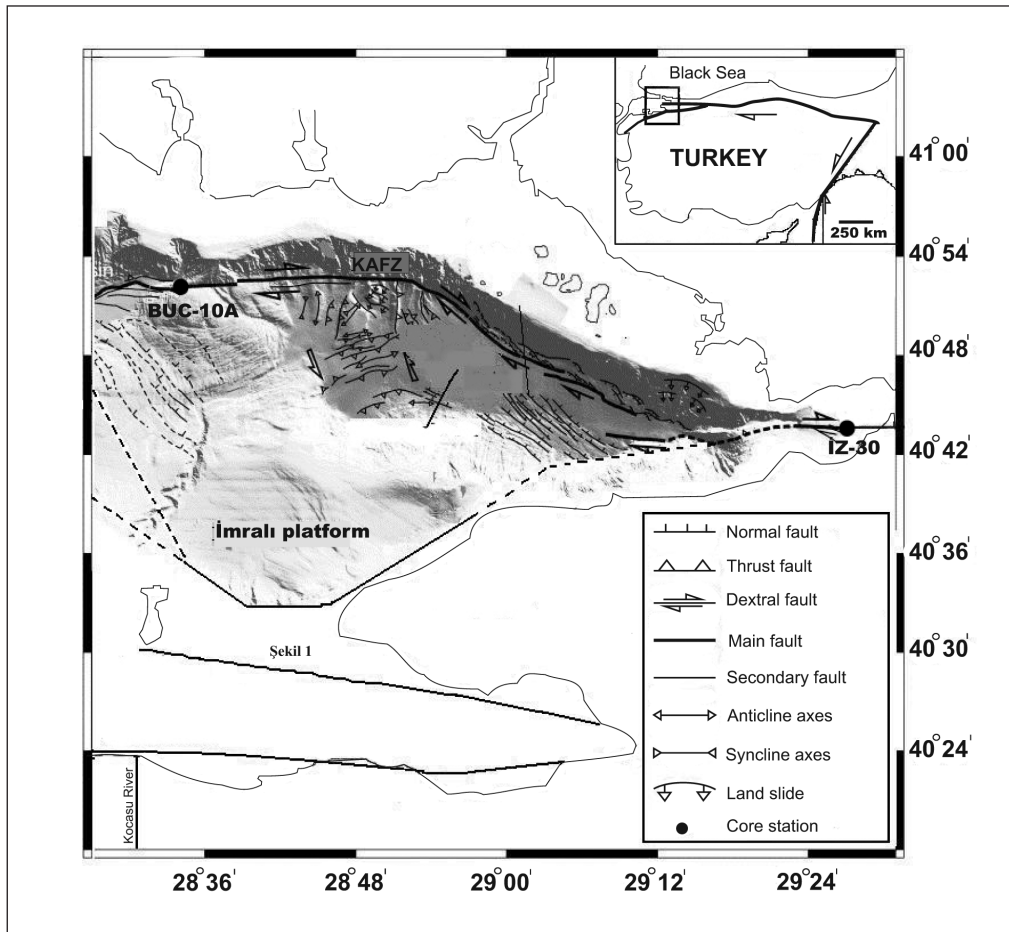 Black Sea
TURKEY
250 km
41° 00'
40° 54'
40° 48'
40° 42'
40° 36'
40° 30'
40° 24'
KAFZ
BUC-10A
İZ-30
İmralı platform
Şekil 1
Kocasu River
Normal fault
Thrust fault
Dextral fault
Main fault
Secondary fault
Anticline axes
Syncline axes
Land slide
Core station
28° 36' 28° 48' 29° 00' 29° 12' 29° 24'